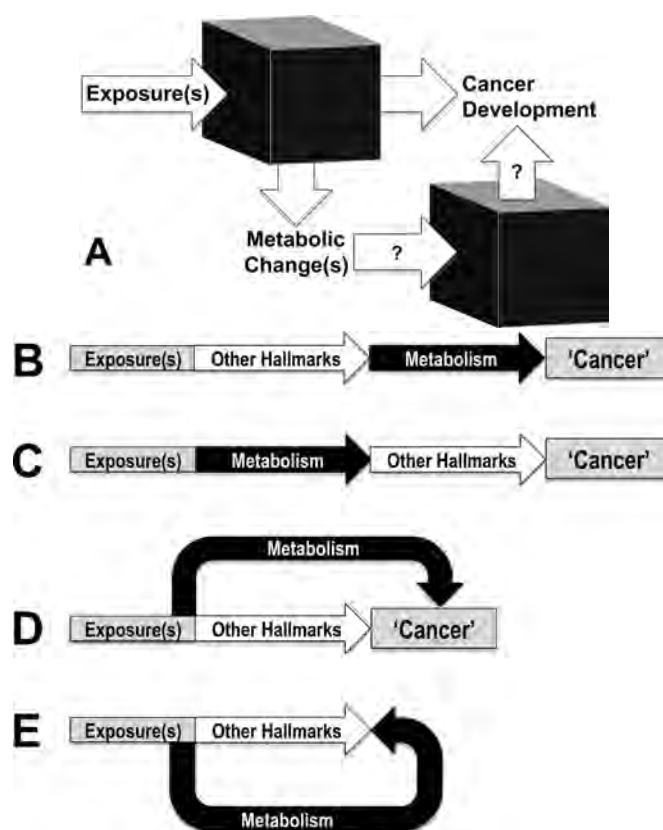 Exposure(s)
Cancer
Development
?
Metabolic
Change(s)
?
A
B
Exposure(s) Other Hallmarks Metabolism 'Cancer'
C
Exposure(s) Metabolism Other Hallmarks 'Cancer'
Metabolism
D
Exposure(s) Other Hallmarks 'Cancer'
E
Exposure(s) Other Hallmarks
Metabolism